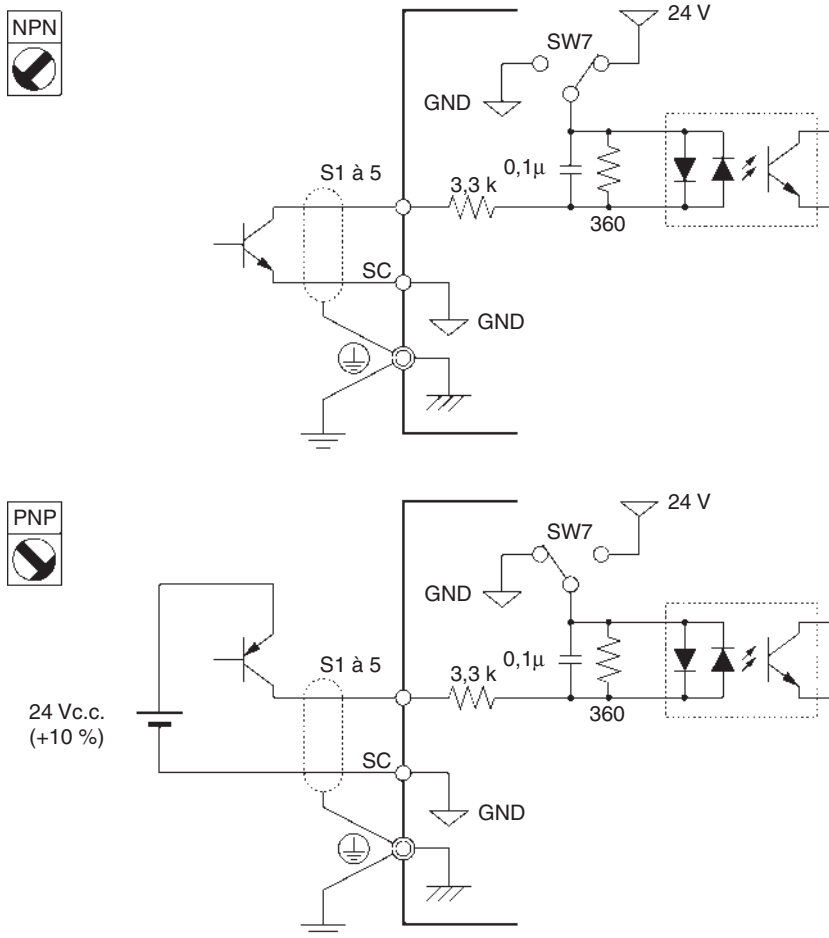 NPN
24 V
SW7
GND
S1 à 5
3,3 k
0,1µ
360
SC
GND
PNP
24 V
SW7
GND
S1 à 5
3,3 k
0,1µ
360
24 Vc.c.
(+10 %)
SC
GND